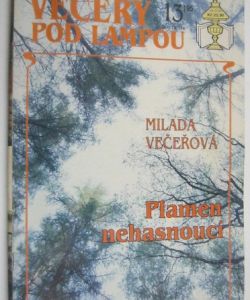 VEČERY
13
POD LAMPOU
MILADA
VEČEŘOVÁ
Plamen
nehasnoucí